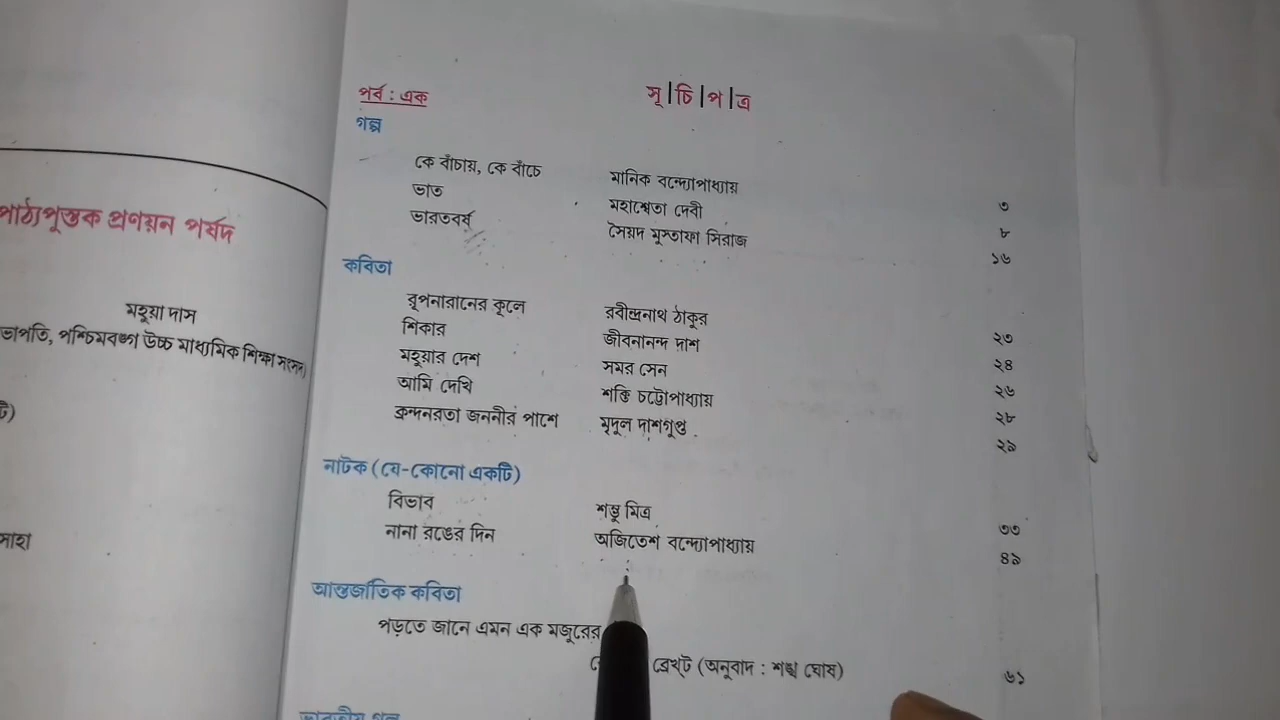 পাঠ্যপুস্তক প্রণয়ন পর্ষদ
মহুয়া দাস
ভাপতি, পশ্চিমবঙ্গ উচ্চ মাধ্যমিক শিক্ষা সংসদ)
টি)
সাহা
পর্ব : এক
সূ|চি|প|ত্র
গল্প
কে বাঁচায়, কে বাঁচে মানিক বন্দ্যোপাধ্যায় ৩
ভাত মহাশ্বেতা দেবী ৮
ভারতবর্ষ সৈয়দ মুস্তাফা সিরাজ ১৬
কবিতা
রূপনারানের কূলে রবীন্দ্রনাথ ঠাকুর ২৩
শিকার জীবনানন্দ দাশ ২৪
মহুয়ার দেশ সমর সেন ২৬
আমি দেখি শক্তি চট্টোপাধ্যায় ২৮
ক্রন্দনরতা জননীর পাশে মৃদুল দাশগুপ্ত ২৯
নাটক (যে-কোনো একটি)
বিভাব শম্ভু মিত্র ৩৩
নানা রঙের দিন অজিতেশ বন্দ্যোপাধ্যায় ৪৯
আন্তর্জাতিক কবিতা
পড়তে জানে এমন এক মজুরের
ব্রেখ্‌ট (অনুবাদ : শঙ্খ ঘোষ) ৬১
ভারতীয় গল্প